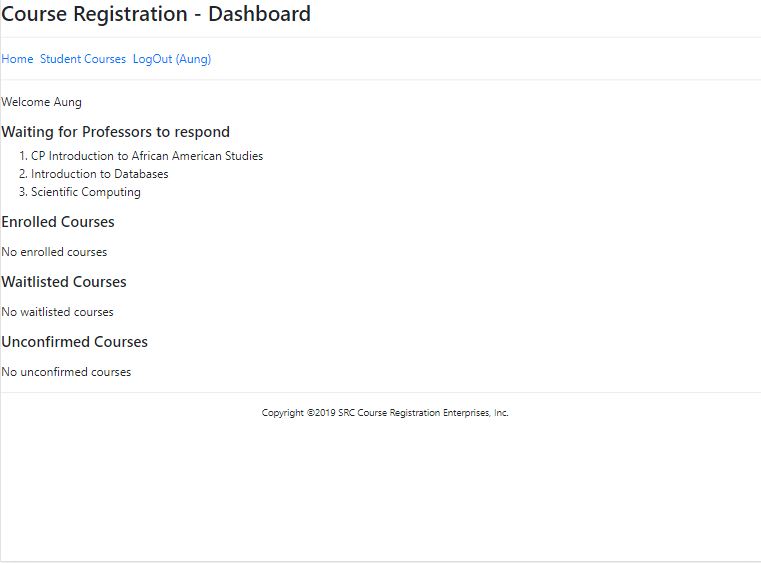 Course Registration - Dashboard
Home Student Courses LogOut (Aung)
Welcome Aung
Waiting for Professors to respond
1. CP Introduction to African American Studies
2. Introduction to Databases
3. Scientific Computing
Enrolled Courses
No enrolled courses
Waitlisted Courses
No waitlisted courses
Unconfirmed Courses
No unconfirmed courses
Copyright ©2019 SRC Course Registration Enterprises, Inc.